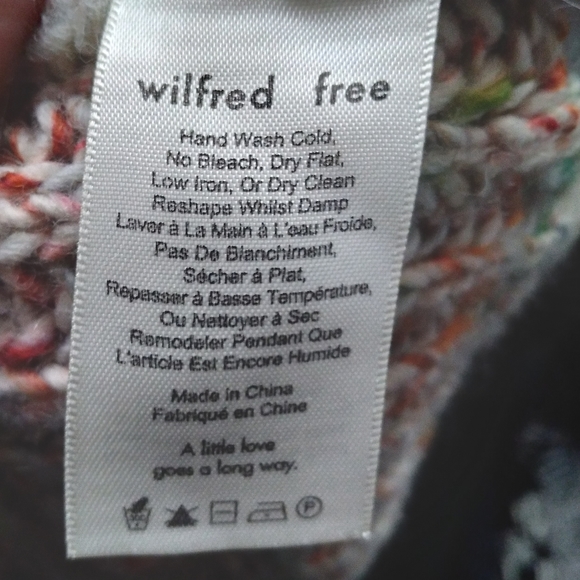 wilfred free
Hand Wash Cold,
No Bleach, Dry Flat,
Low Iron, Or Dry Clean
Reshape Whilst Damp
Laver à La Main à L'eau Froide,
Pas De Blanchiment,
Sécher à Plat,
Repasser à Basse Température,
Ou Nettoyer à Sec
Remodeler Pendant Que
L'article Est Encore Humide
Made in China
Fabriqué en Chine
A little love
goes a long way.
P